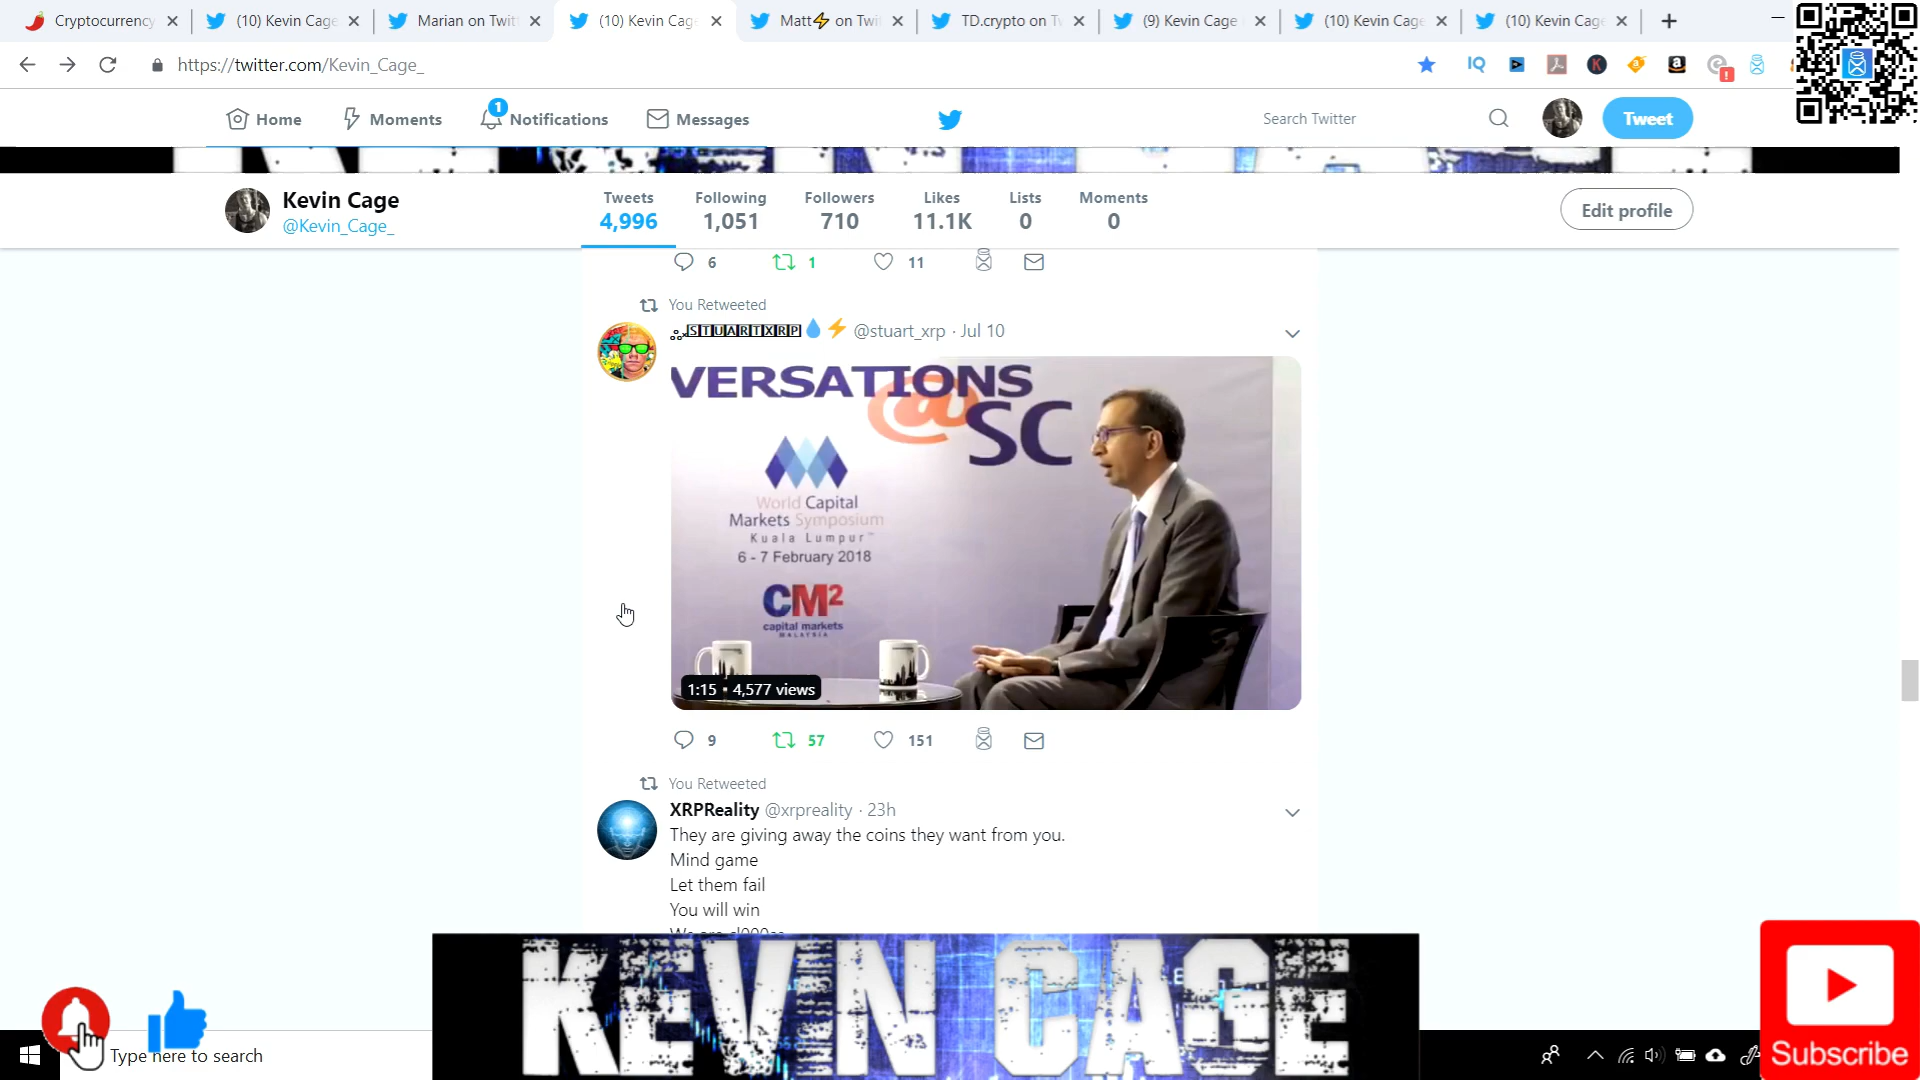 Cryptocurrency
(10) Kevin Cage
Marian on Twitt
(10) Kevin Cage
Matt⚡ on Twi
TD.crypto on Tw
(9) Kevin Cage
(10) Kevin Cage
(10) Kevin Cage
https://twitter.com/Kevin_Cage_
Home
Moments
1
Notifications
Messages
Search Twitter
Tweet
Kevin Cage
@Kevin_Cage_
Tweets
4,996
Following
1,051
Followers
710
Likes
11.1K
Lists
0
Moments
0
Edit profile
6
1
11
You Retweeted
STUARTXRP💧⚡ @stuart_xrp · Jul 10
VERSATIONS
@SC
World Capital
Markets Symposium
Kuala Lumpur™
6 - 7 February 2018
CM²
capital markets
MALAYSIA
1:15 • 4,577 views
9
57
151
You Retweeted
XRPReality @xrpreality · 23h
They are giving away the coins they want from you.
Mind game
Let them fail
You will win
KEVIN CAGE
Type here to search
Subscribe